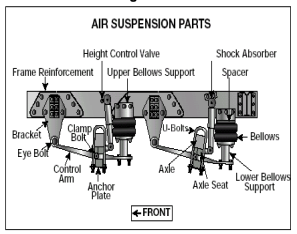 AIR SUSPENSION PARTS
Height Control Valve
Shock Absorber
Frame Reinforcement
Upper Bellows Support
Spacer
Bracket
Clamp
Bolt
U-Bolts
Bellows
Eye Bolt
Control
Arm
Axle
Anchor
Plate
Axle Seat
Lower Bellows
Support
←FRONT